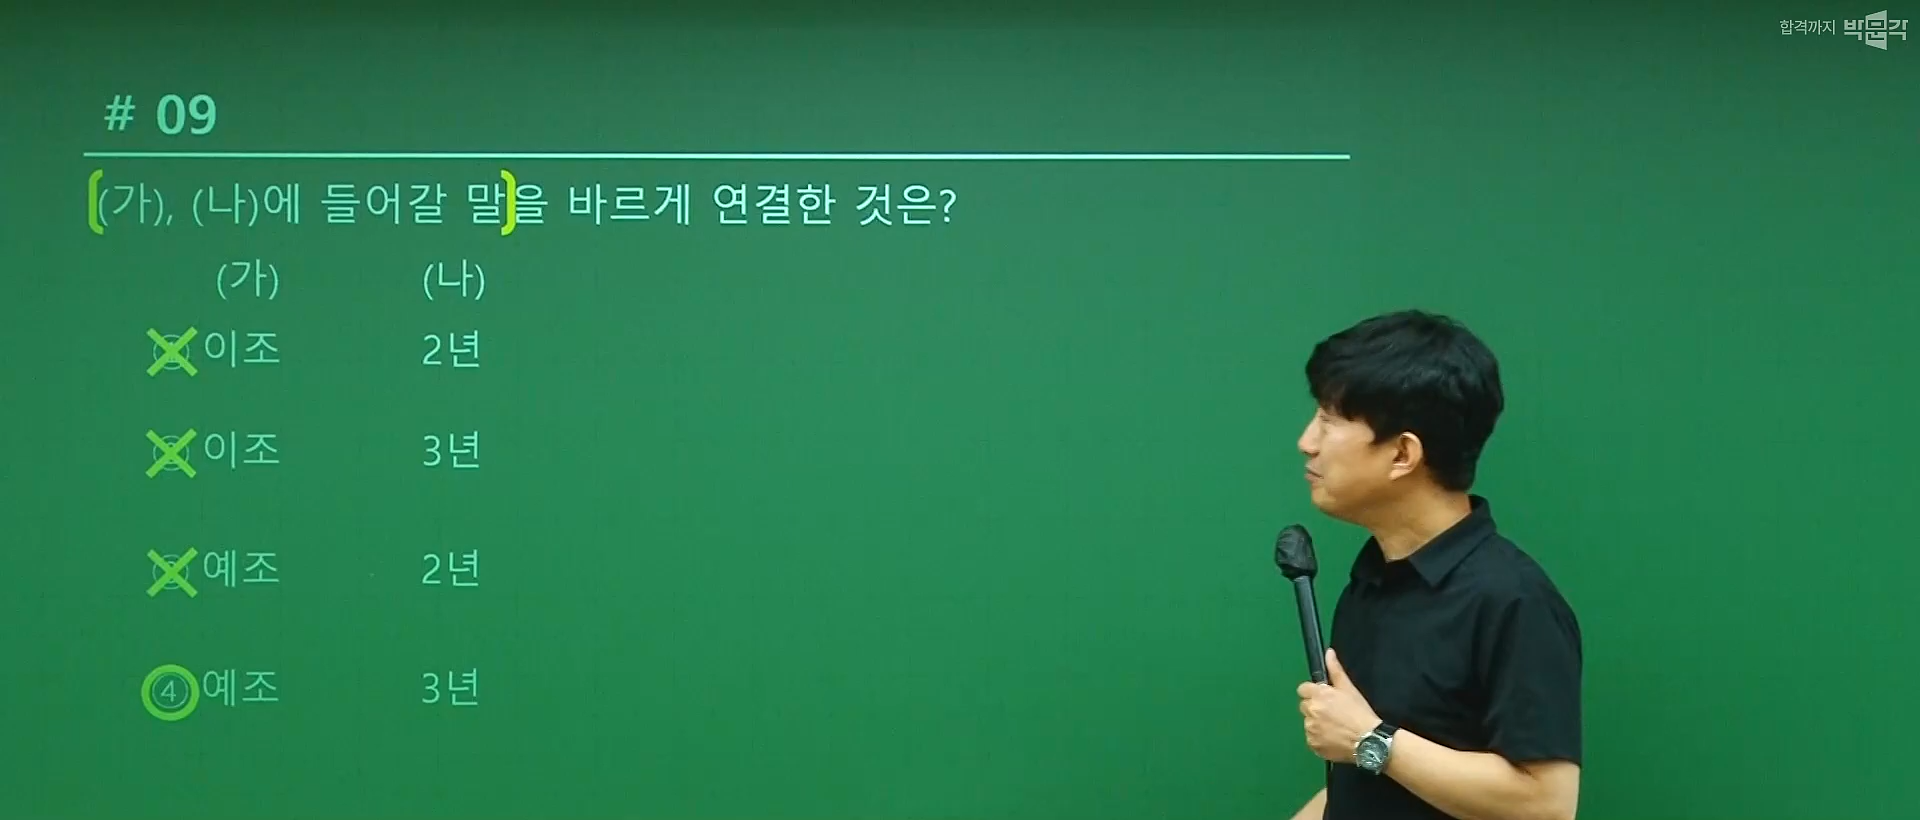 합격까지 박문각
# 09
(가), (나)에 들어갈 말을 바르게 연결한 것은?
(가) (나)
이조 2년
이조 3년
예조 2년
④ 예조 3년